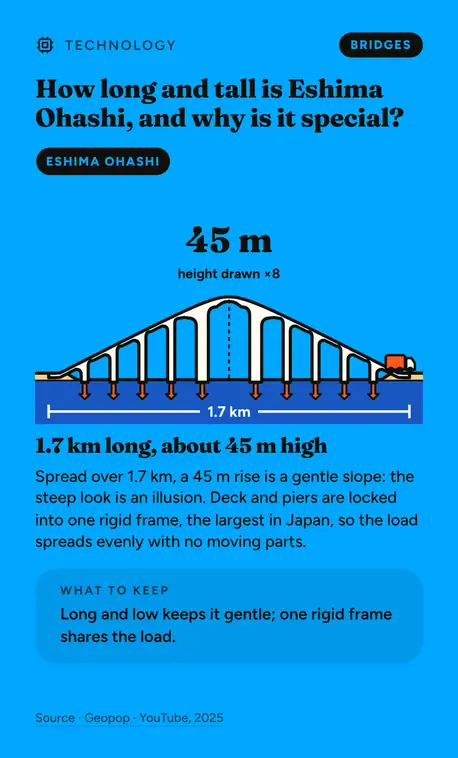 TECHNOLOGY
BRIDGES
How long and tall is Eshima
Ohashi, and why is it special?
ESHIMA OHASHI
45 m
height drawn ×8
1.7 km
1.7 km long, about 45 m high
Spread over 1.7 km, a 45 m rise is a gentle slope: the
steep look is an illusion. Deck and piers are locked
into one rigid frame, the largest in Japan, so the load
spreads evenly with no moving parts.
WHAT TO KEEP
Long and low keeps it gentle; one rigid frame
shares the load.
Source · Geopop · YouTube, 2025